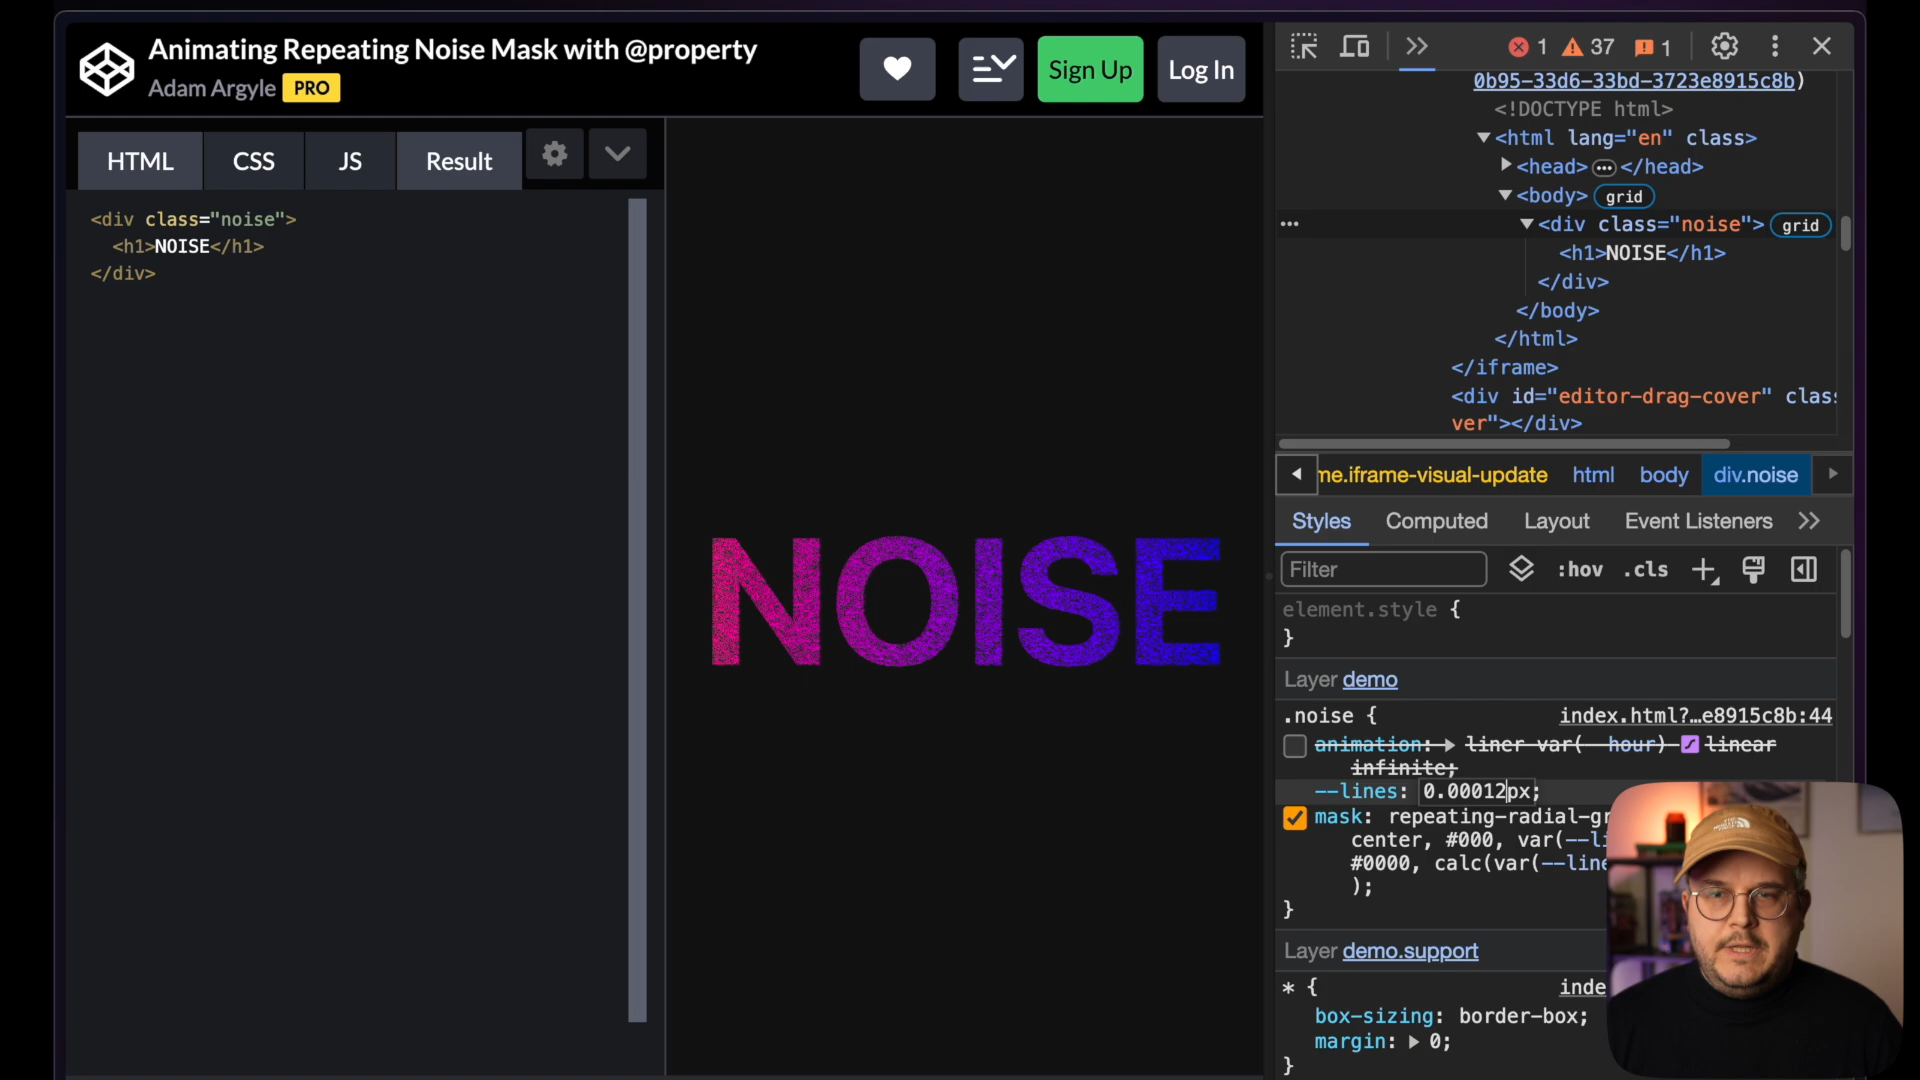 Animating Repeating Noise Mask with @property
Adam Argyle PRO
Sign Up
Log In
HTML
CSS
JS
Result
<div class="noise">
<h1>NOISE</h1>
</div>
NOISE
1 37 1
0b95-33d6-33bd-3723e8915c8b)
<!DOCTYPE html>
<html lang="en" class>
<head> ... </head>
<body> grid
<div class="noise"> grid
<h1>NOISE</h1>
</div>
</body>
</html>
</iframe>
<div id="editor-drag-cover" clas
ver"></div>
me.iframe-visual-update html body div.noise
Styles Computed Layout Event Listeners
Filter :hov .cls
element.style {
}
Layer demo
.noise { index.html?…e8915c8b:44
animation: liner var(--hour) linear
infinite;
--lines: 0.00012px;
mask: repeating-radial-gr
center, #000, var(--li
#0000, calc(var(--line
);
}
Layer demo.support
* { inde
box-sizing: border-box;
margin: 0;
}